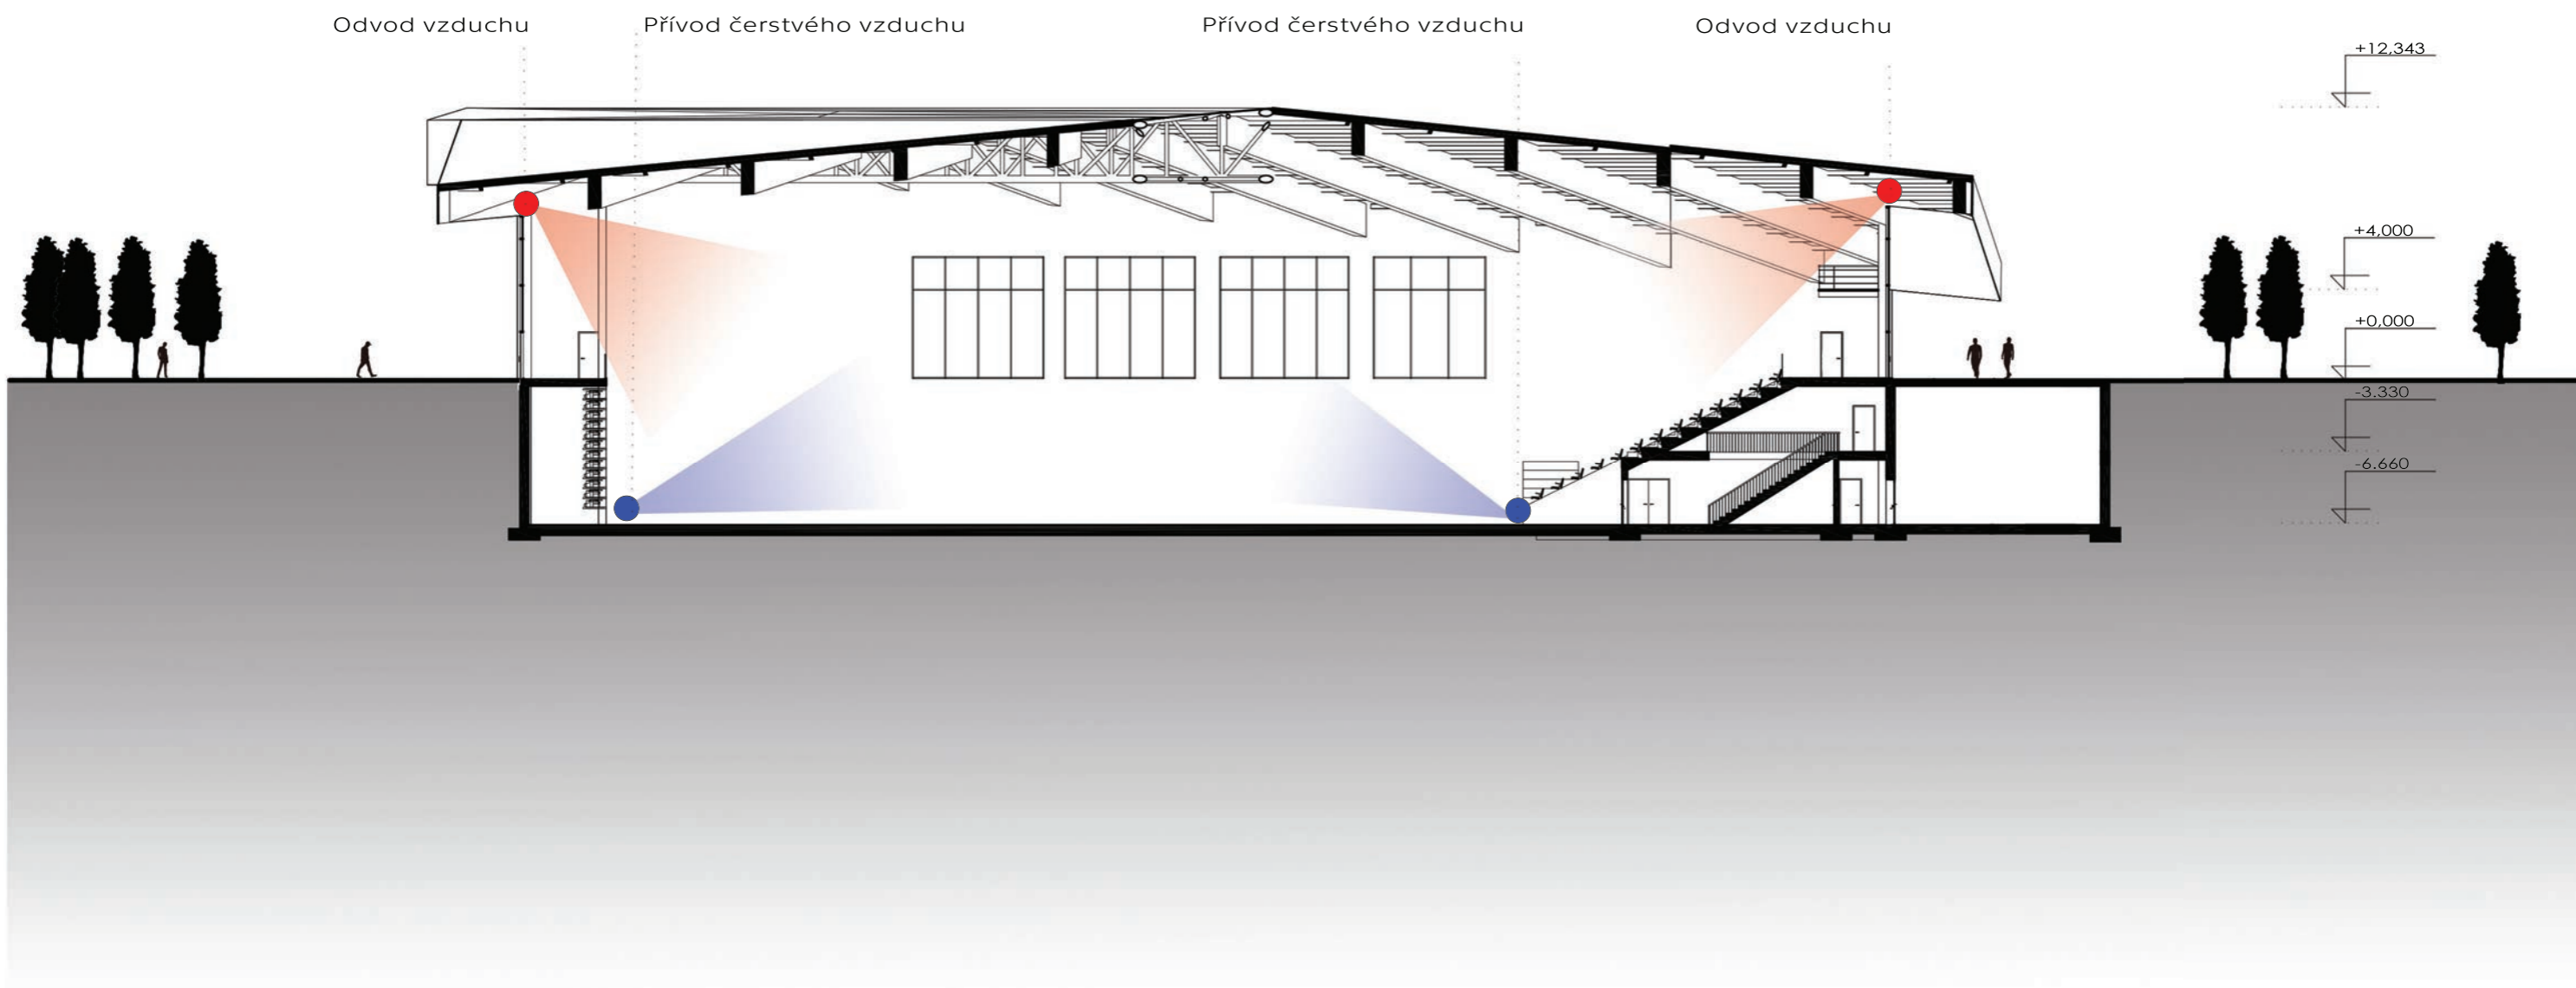 Odvod vzduchu
Přívod čerstvého vzduchu
Přívod čerstvého vzduchu
Odvod vzduchu
+12,343
+4,000
+0,000
-3.330
-6.660